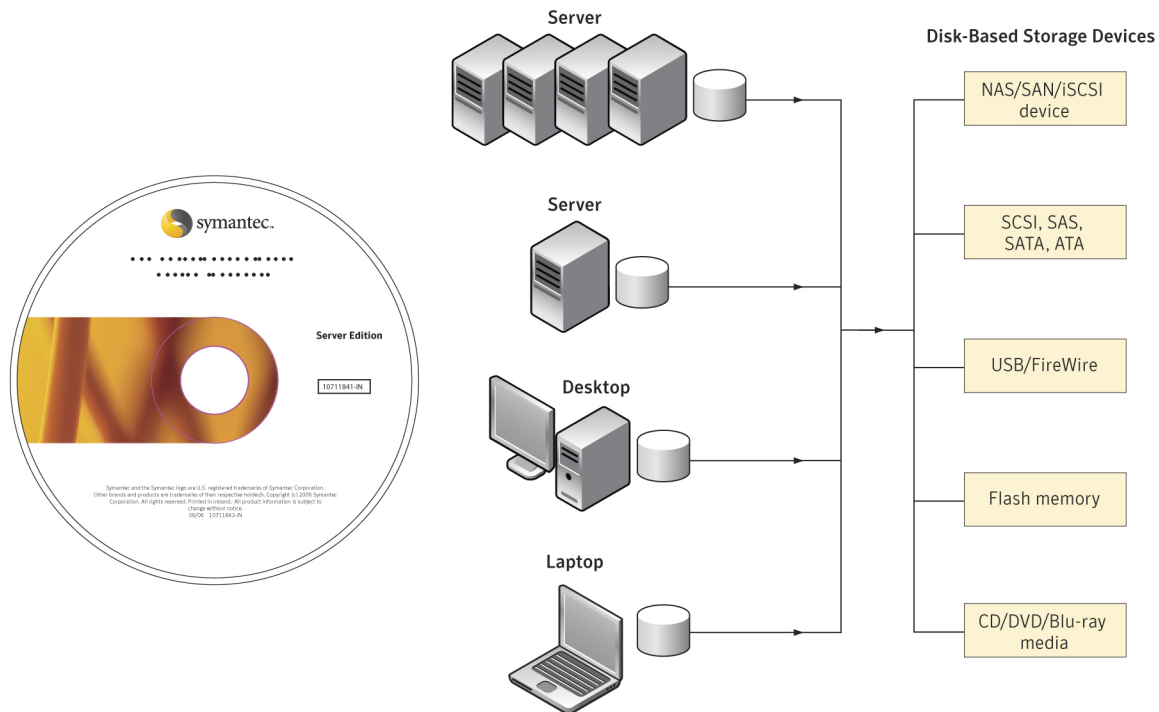 symantec™
Server Edition
10711841-IN
Symantec and the Symantec logo are U.S. registered trademarks of Symantec Corporation.
Other brands and products are trademarks of their respective holder/s. Copyright (c) 2006 Symantec
Corporation. All rights reserved. Printed in Ireland. All product information is subject to
change without notice.
06/06 10711843-IN
Server
Server
Desktop
Laptop
Disk-Based Storage Devices
NAS/SAN/iSCSI
device
SCSI, SAS,
SATA, ATA
USB/FireWire
Flash memory
CD/DVD/Blu-ray
media